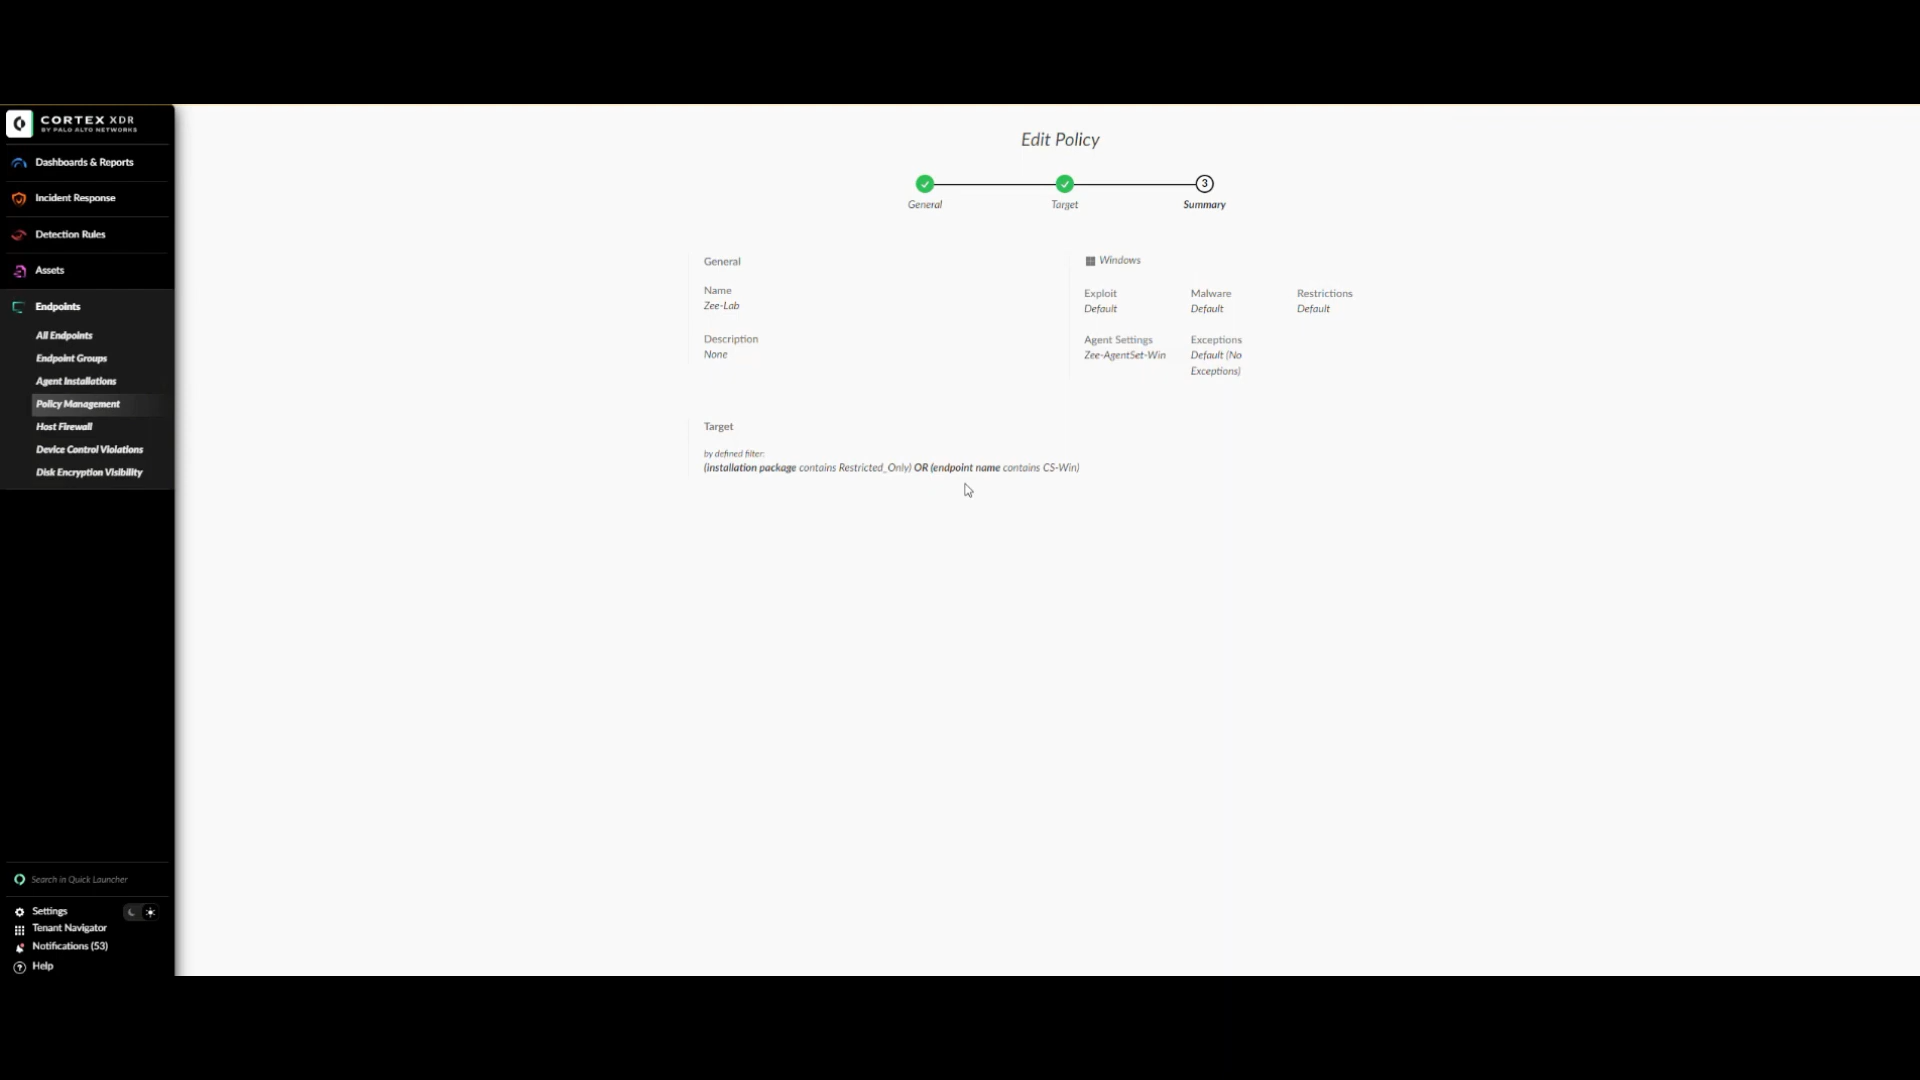 CORTEX XDR
BY PALO ALTO NETWORKS
Dashboards & Reports
Incident Response
Detection Rules
Assets
Endpoints
All Endpoints
Endpoint Groups
Agent Installations
Policy Management
Host Firewall
Device Control Violations
Disk Encryption Visibility
Search in Quick Launcher
Settings
Tenant Navigator
Notifications (53)
Help
Edit Policy
3
General
Target
Summary
General
Name
Zee-Lab
Description
None
Windows
Exploit
Malware
Restrictions
Default
Default
Default
Agent Settings
Exceptions
Zee-AgentSet-Win
Default (No
Exceptions)
Target
by defined filter:
(installation package contains Restricted_Only) OR (endpoint name contains CS-Win)